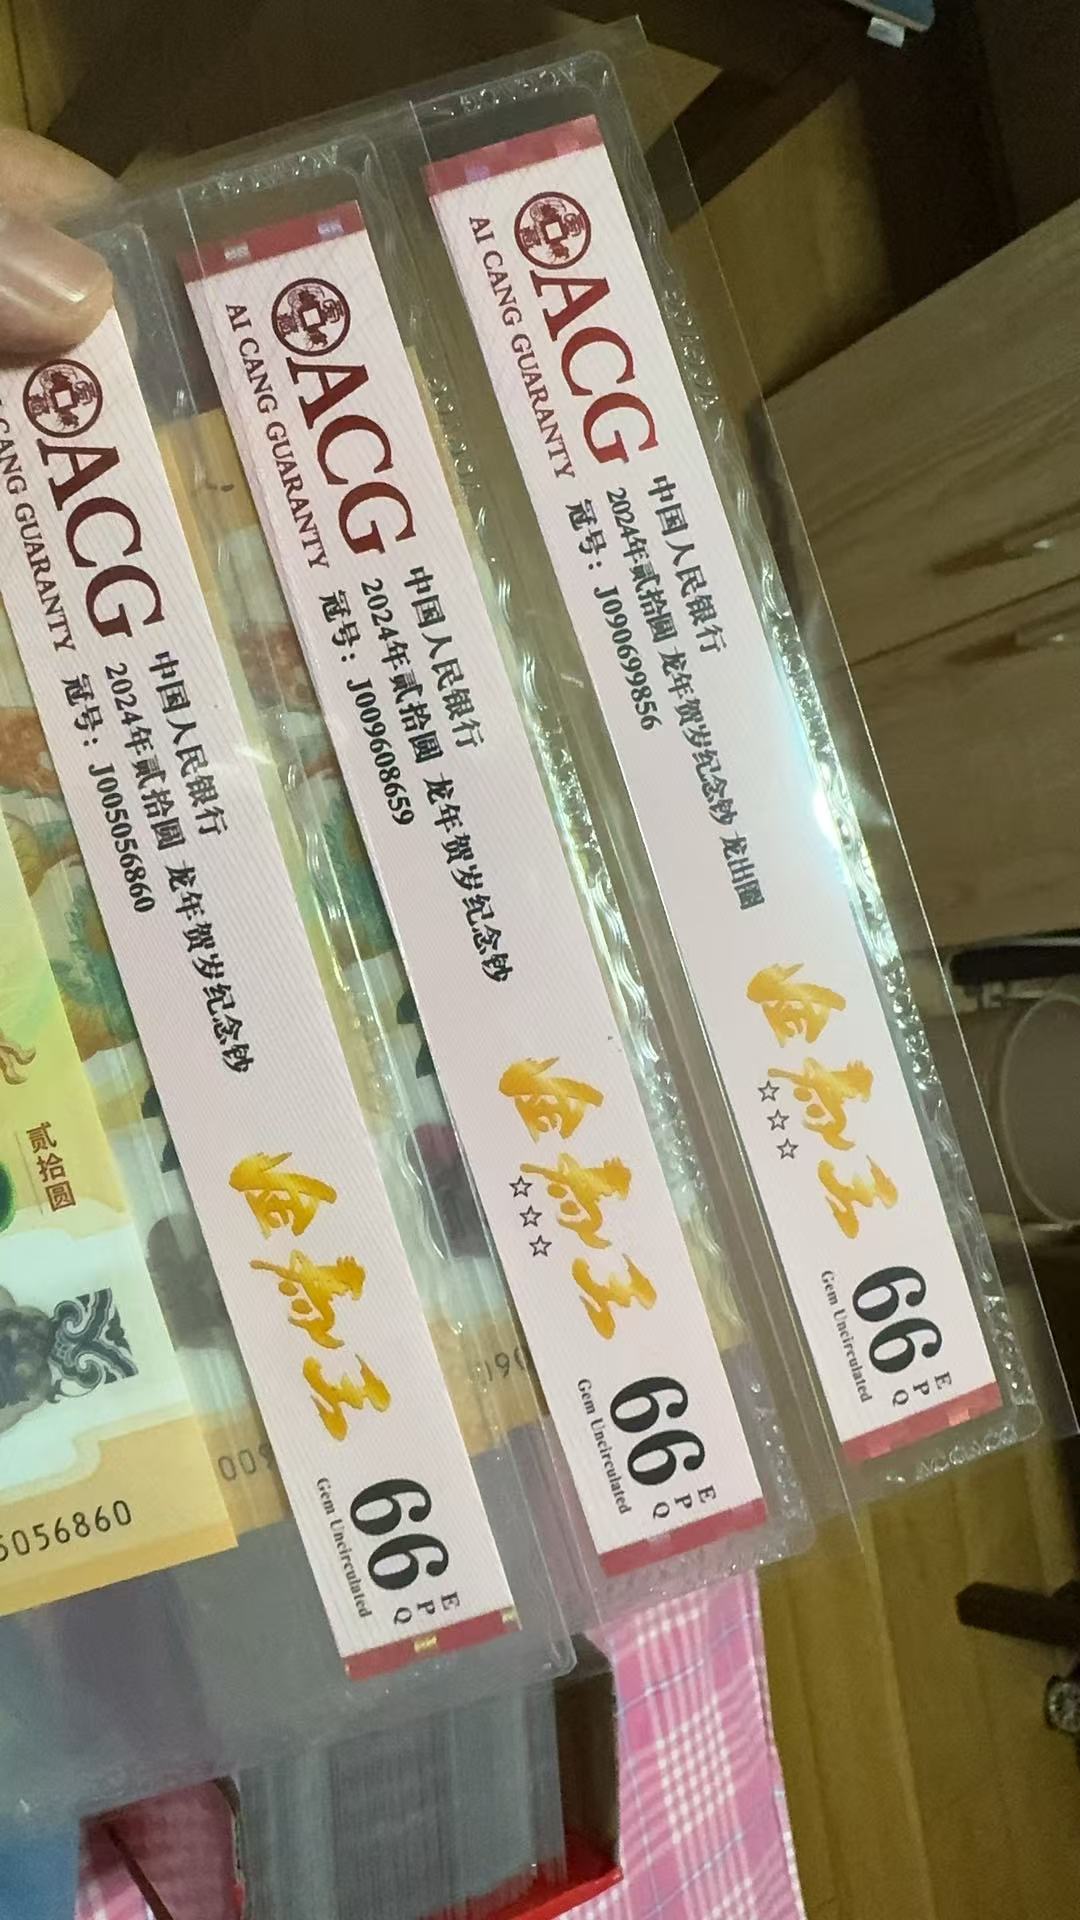 ACG
AI CANG GUARANTY
中国人民银行
2024年贰拾圆 龙年贺岁纪念钞 龙出圈
冠号：J090699856
☆☆☆
66
EPQ
Gem Uncirculated
ACG
AI CANG GUARANTY
中国人民银行
2024年贰拾圆 龙年贺岁纪念钞
冠号：J009608659
☆☆☆
66
EPQ
Gem Uncirculated
ACG
CANG GUARANTY
中国人民银行
2024年贰拾圆 龙年贺岁纪念钞
冠号：J005056860
66
EPQ
Gem Uncirculated
贰拾圆
5056860